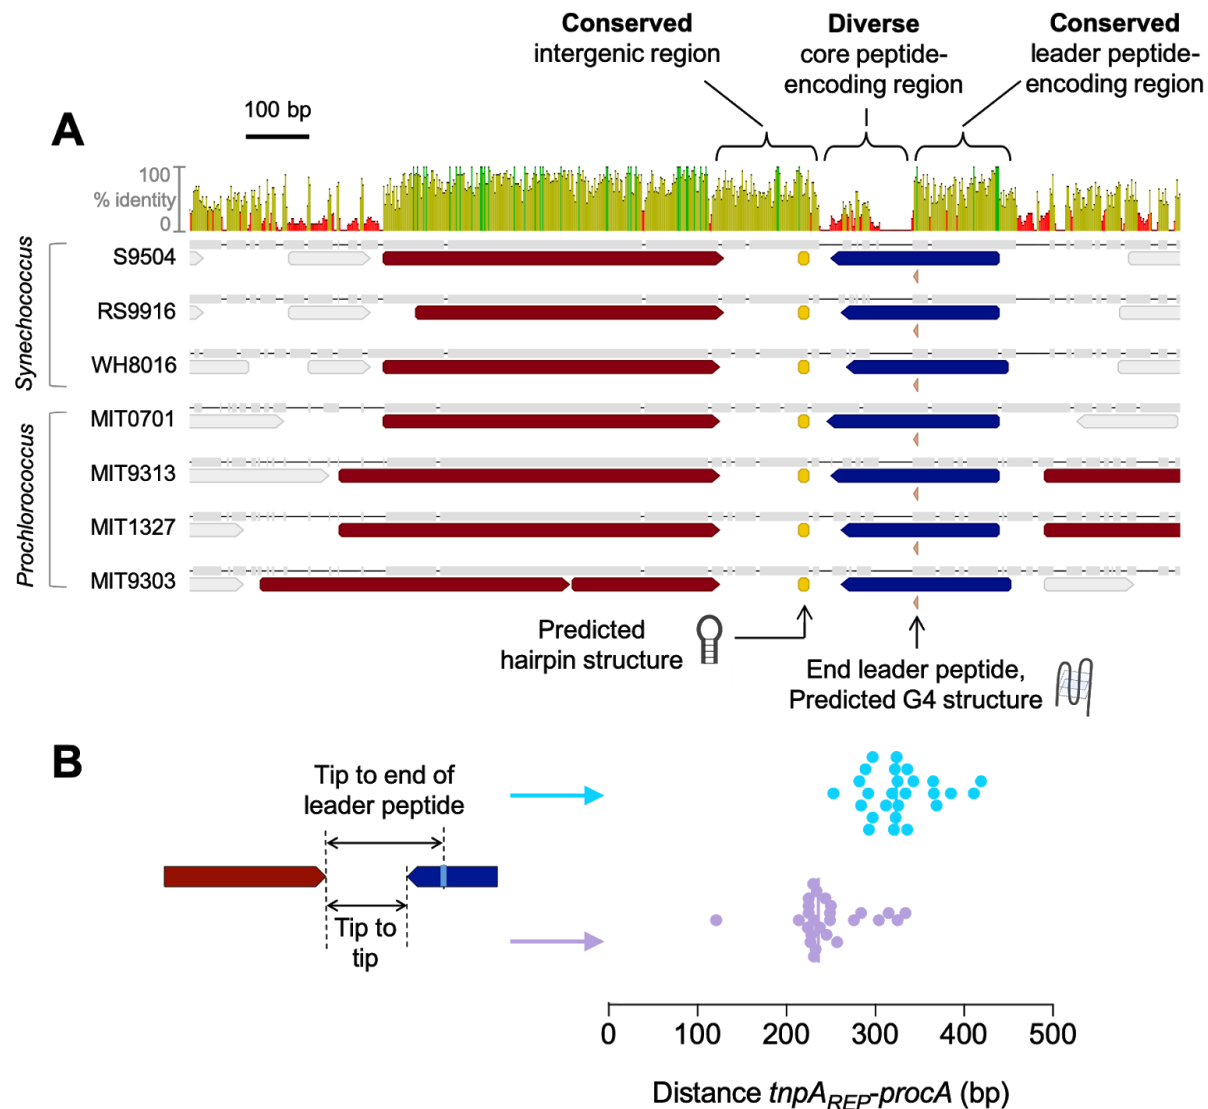 Conserved
intergenic region
Diverse
core peptide-
encoding region
Conserved
leader peptide-
encoding region
A
100 bp
100
% identity
0
Synechococcus
S9504
RS9916
WH8016
Prochlorococcus
MIT0701
MIT9313
MIT1327
MIT9303
Predicted
hairpin structure
End leader peptide,
Predicted G4 structure
B
Tip to end of
leader peptide
Tip to
tip
0 100 200 300 400 500
Distance tnpAREP-procA (bp)